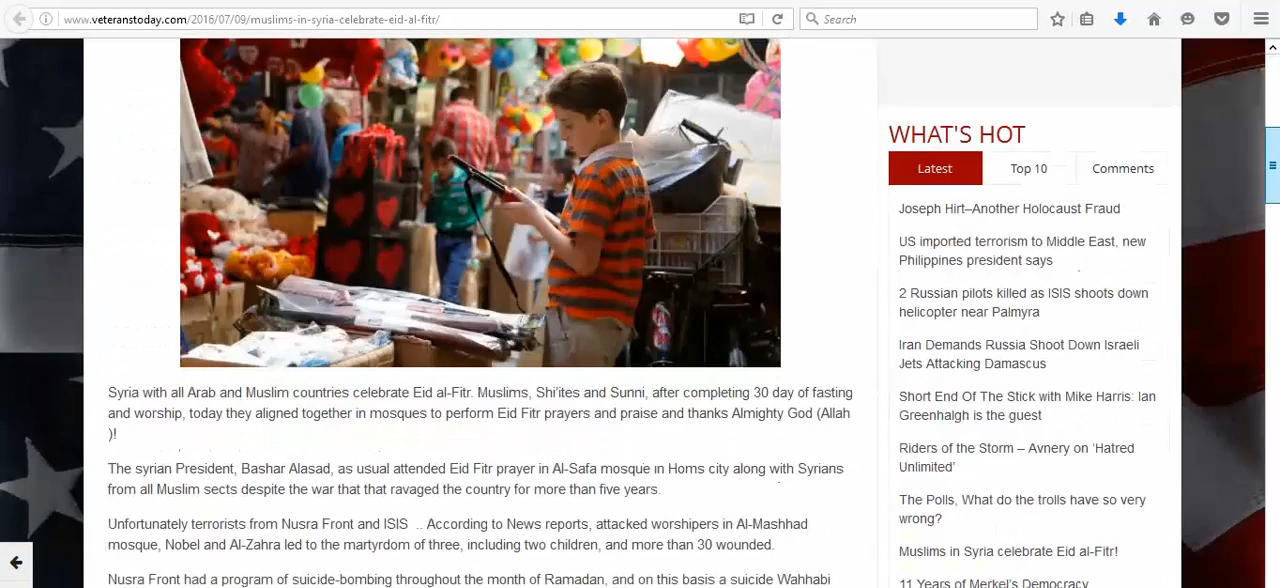 www.veteranstoday.com/2016/07/09/muslims-in-syria-celebrate-eid-al-fitr/
Search
Syria with all Arab and Muslim countries celebrate Eid al-Fitr. Muslims, Shi'ites and Sunni, after completing 30 day of fasting
and worship, today they aligned together in mosques to perform Eid Fitr prayers and praise and thanks Almighty God (Allah
)!
The syrian President, Bashar Alasad, as usual attended Eid Fitr prayer in Al-Safa mosque in Homs city along with Syrians
from all Muslim sects despite the war that that ravaged the country for more than five years.
Unfortunately terrorists from Nusra Front and ISIS .. According to News reports, attacked worshipers in Al-Mashhad
mosque, Nobel and Al-Zahra led to the martyrdom of three, including two children, and more than 30 wounded.
Nusra Front had a program of suicide-bombing throughout the month of Ramadan, and on this basis a suicide Wahhabi
WHAT'S HOT
Latest
Top 10
Comments
Joseph Hirt–Another Holocaust Fraud
US imported terrorism to Middle East, new
Philippines president says
2 Russian pilots killed as ISIS shoots down
helicopter near Palmyra
Iran Demands Russia Shoot Down Israeli
Jets Attacking Damascus
Short End Of The Stick with Mike Harris: Ian
Greenhalgh is the guest
Riders of the Storm – Avnery on 'Hatred
Unlimited'
The Polls, What do the trolls have so very
wrong?
Muslims in Syria celebrate Eid al-Fitr!
11 Years of Merkel's Democracy